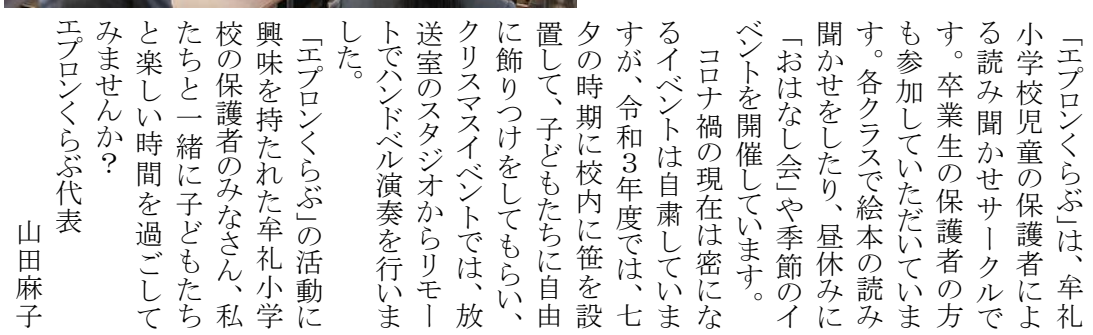 「エプロンくらぶ」は、牟礼
小学校児童の保護者によ
る読み聞かせサークルで
す。卒業生の保護者の方
も参加していただいていま
す。各クラスで絵本の読み
聞かせをしたり、昼休みに
「おはなし会」や季節のイ
ベントを開催しています。
コロナ禍の現在は密にな
るイベントは自粛していま
すが、令和３年度では、七
夕の時期に校内に笹を設
置して、子どもたちに自由
に飾りつけをしてもらい、
クリスマスイベントでは、放
送室のスタジオからリモー
トでハンドベル演奏を行いま
した。
「エプロンくらぶ」の活動に
興味を持たれた牟礼小学
校の保護者のみなさん、私
たちと一緒に子どもたち
と楽しい時間を過ごして
みませんか？
エプロンくらぶ代表
山田麻子